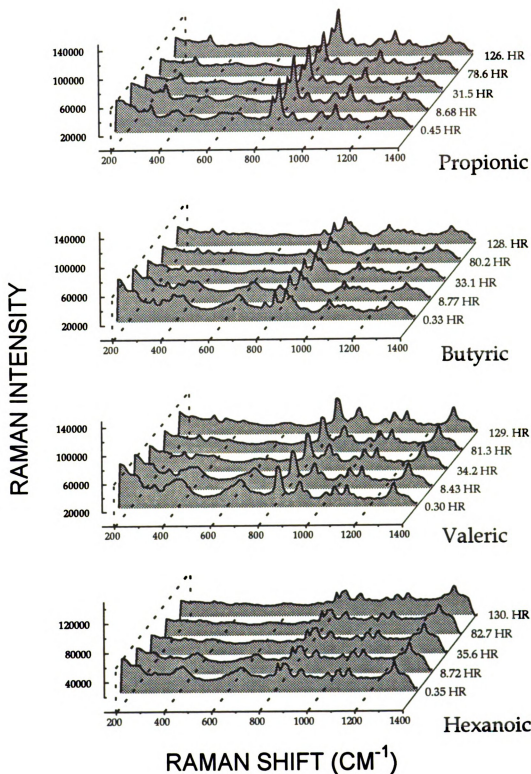 RAMAN INTENSITY
140000
100000
60000
20000
126. HR
78.6 HR
31.5 HR
8.68 HR
0.45 HR
200 400 600 800 1000 1200 1400
Propionic
140000
100000
60000
20000
128. HR
80.2 HR
33.1 HR
8.77 HR
0.33 HR
200 400 600 800 1000 1200 1400
Butyric
140000
100000
60000
20000
129. HR
81.3 HR
34.2 HR
8.43 HR
0.30 HR
200 400 600 800 1000 1200 1400
Valeric
120000
80000
40000
130. HR
82.7 HR
35.6 HR
8.72 HR
0.35 HR
200 400 600 800 1000 1200 1400
Hexanoic
RAMAN SHIFT (CM⁻¹)